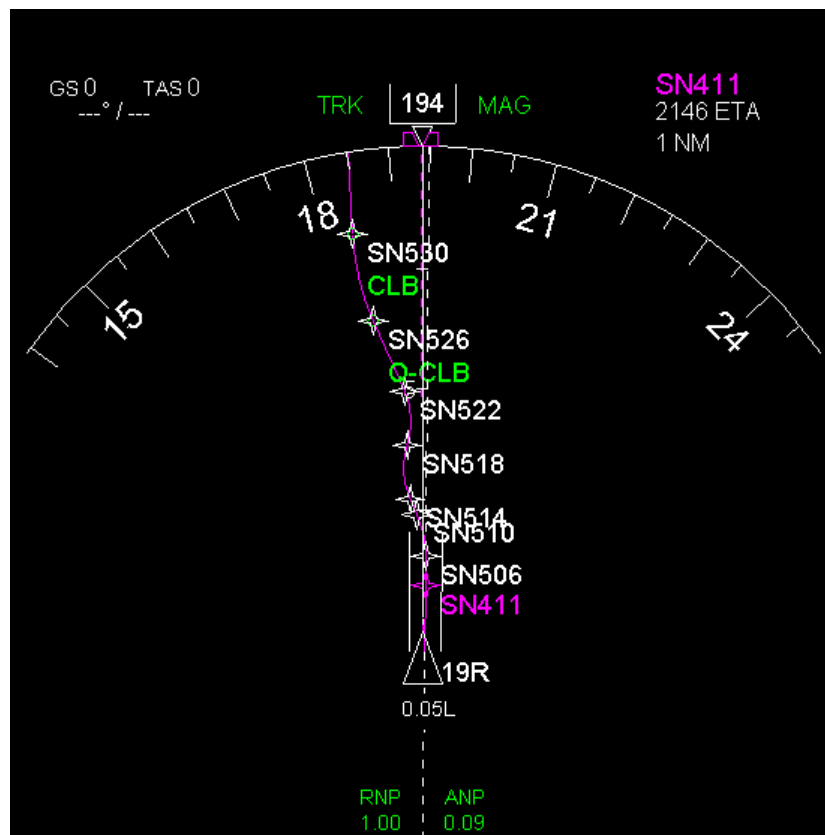 GS 0 TAS 0
---° / ---
TRK 194 MAG
SN411
2146 ETA
1 NM
15
18
21
24
SN530
CLB
SN526
Q-CLB
SN522
SN518
SN514
SN510
SN506
SN411
19R
0.05L
RNP ANP
1.00 0.09